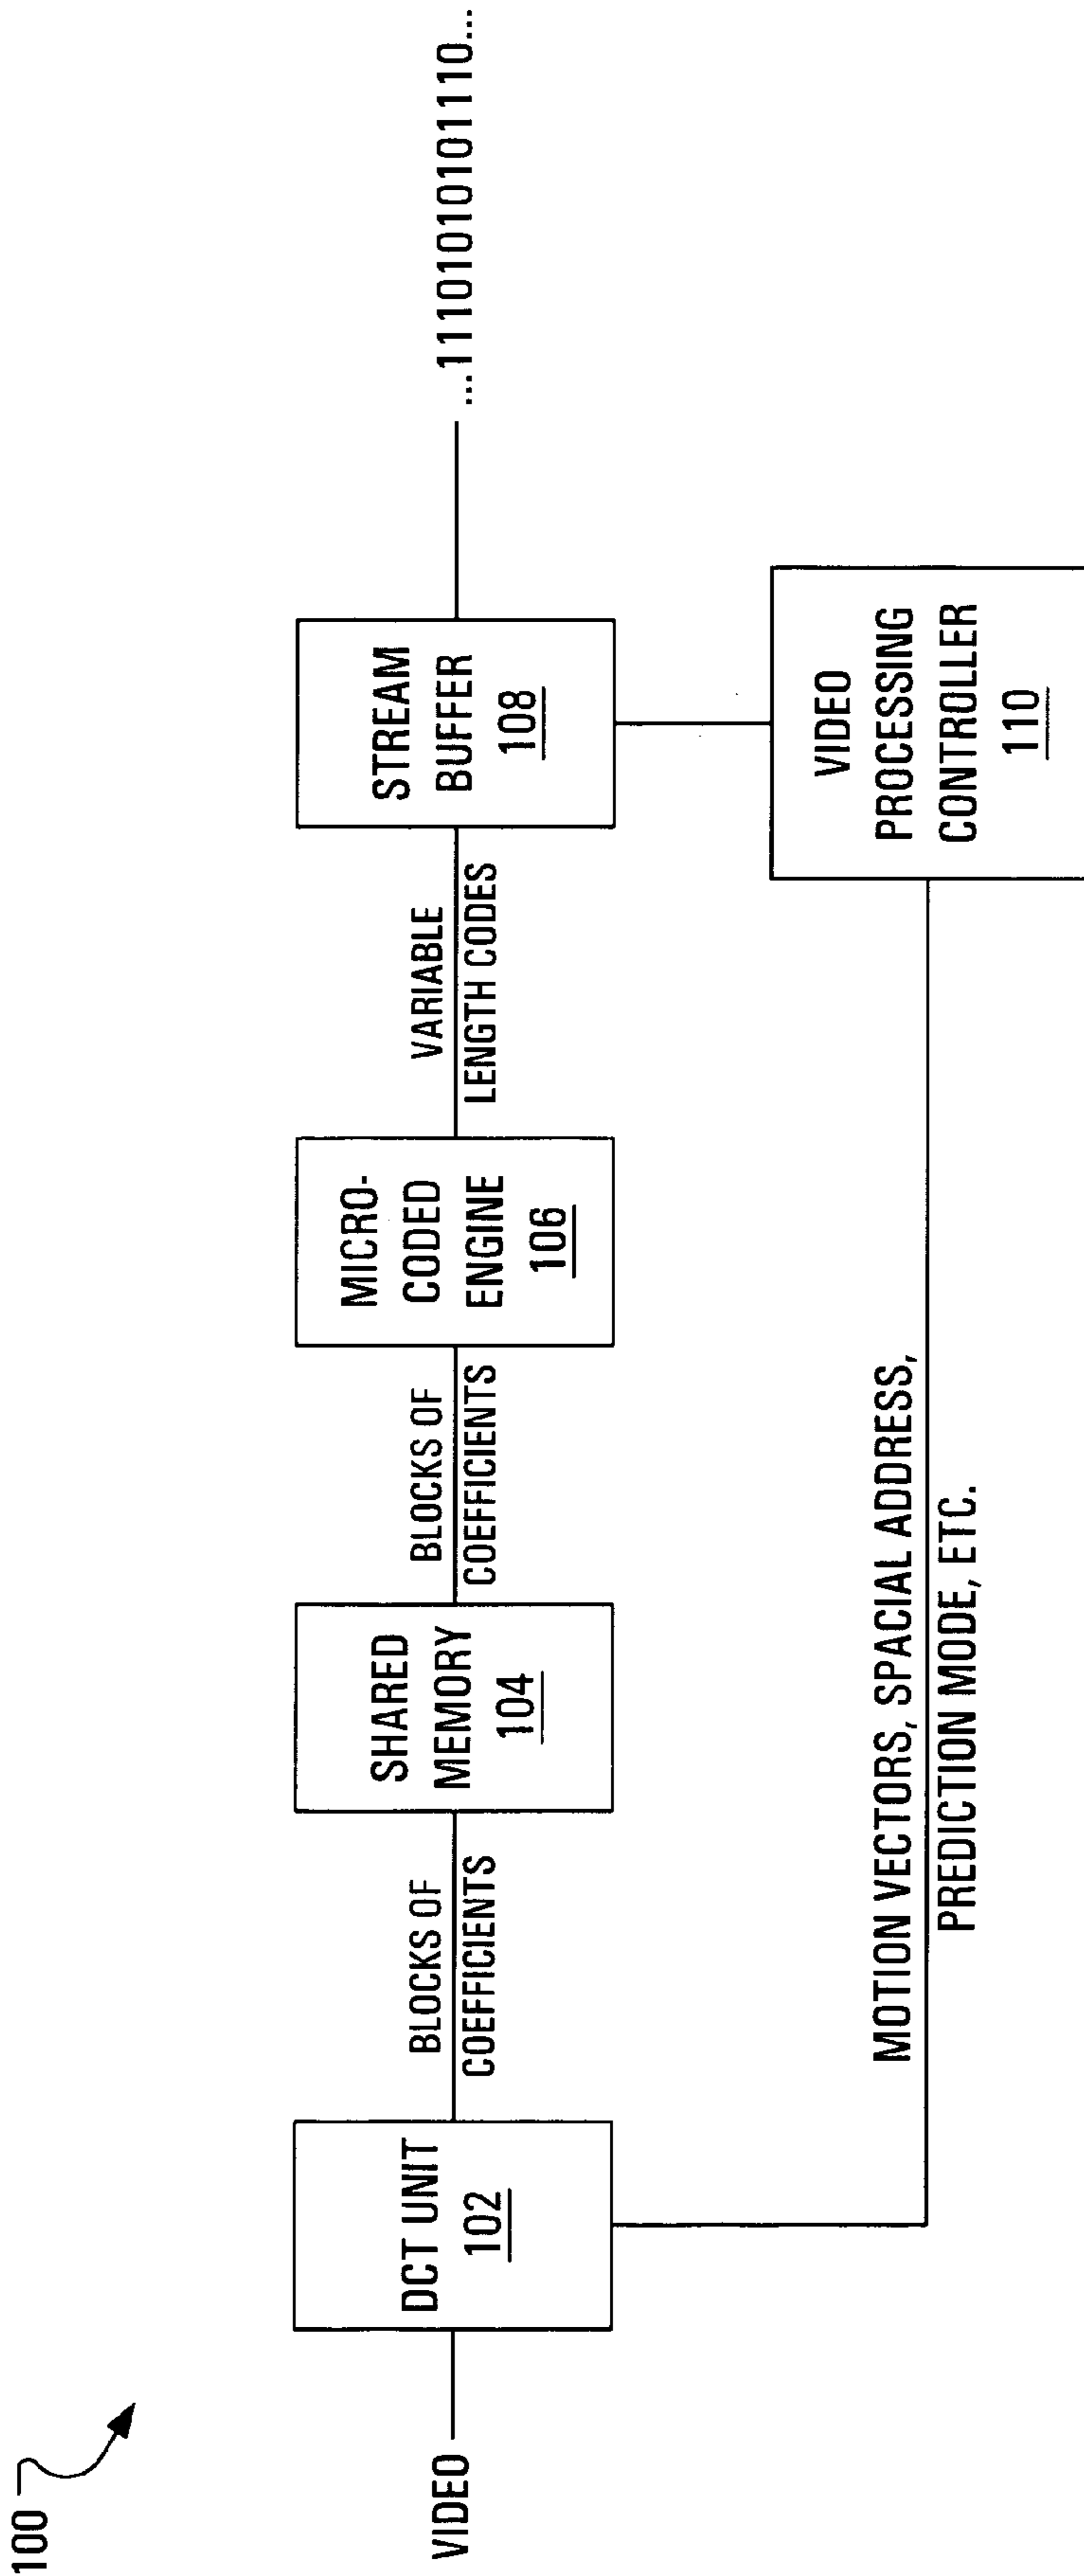 100
VIDEO
DCT UNIT
102
BLOCKS OF
COEFFICIENTS
SHARED
MEMORY
104
BLOCKS OF
COEFFICIENTS
MICRO-
CODED
ENGINE
106
VARIABLE
LENGTH CODES
STREAM
BUFFER
108
...1110101010101110...
MOTION VECTORS, SPACIAL ADDRESS,
PREDICTION MODE, ETC.
VIDEO
PROCESSING
CONTROLLER
110